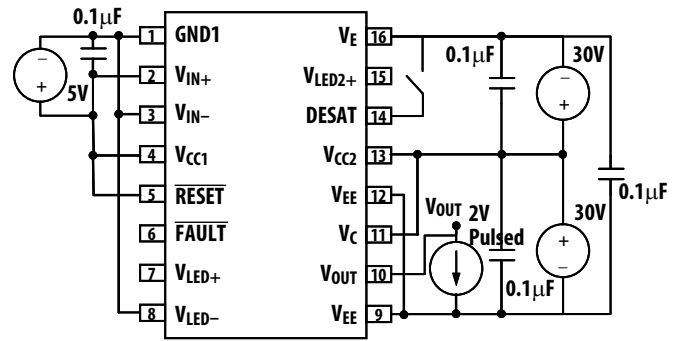 0.1μF
5V
−
+
1 GND1
2 VIN+
3 VIN−
4 VCC1
5 RESET
6 FAULT
7 VLED+
8 VLED−
VE 16
VLED2+ 15
DESAT 14
VCC2 13
VEE 12
VC 11
VOUT 10
VEE 9
0.1μF
30V
−
+
0.1μF
VOUT 2V
Pulsed
0.1μF
30V
+
−